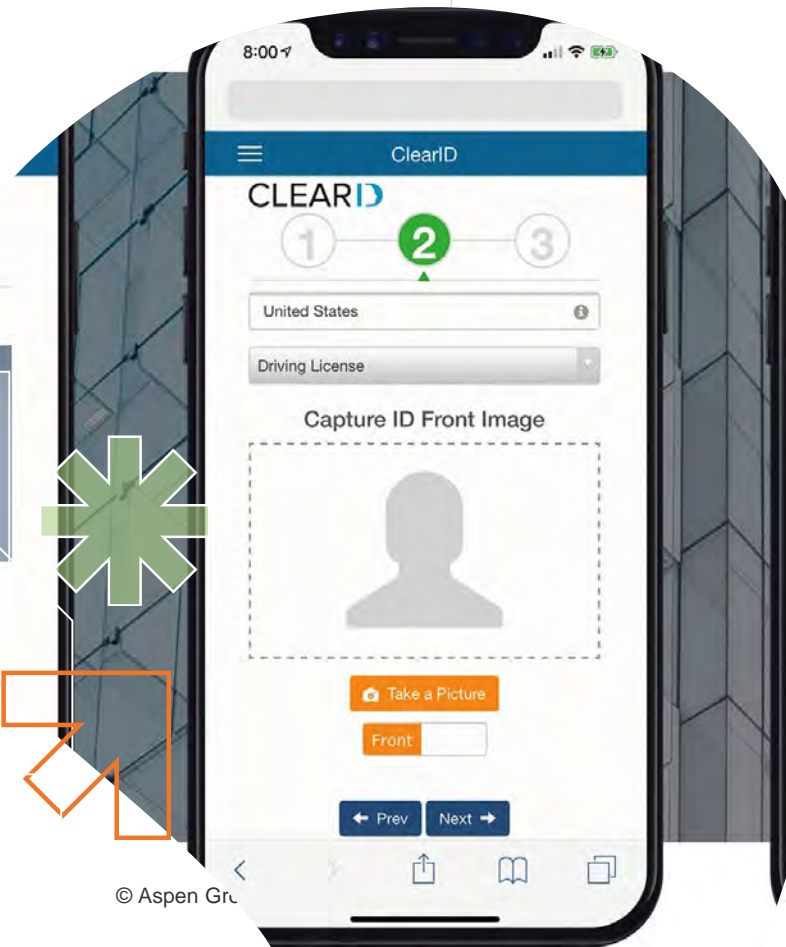 8:00
ClearID
CLEARID
1 2 3
United States
Driving License
Capture ID Front Image
Take a Picture
Front
Prev Next
© Aspen